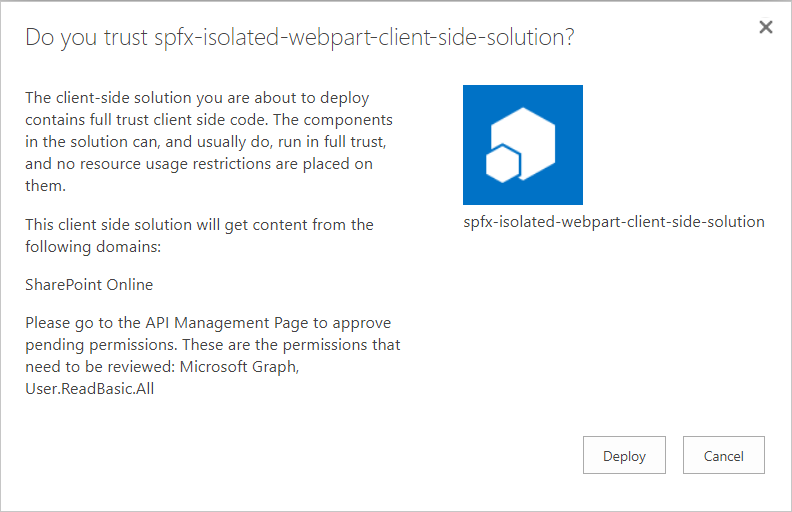 Do you trust spfx-isolated-webpart-client-side-solution?
The client-side solution you are about to deploy
contains full trust client side code. The components
in the solution can, and usually do, run in full trust,
and no resource usage restrictions are placed on
them.
This client side solution will get content from the
following domains:
SharePoint Online
Please go to the API Management Page to approve
pending permissions. These are the permissions that
need to be reviewed: Microsoft Graph,
User.ReadBasic.All
spfx-isolated-webpart-client-side-solution
Deploy
Cancel